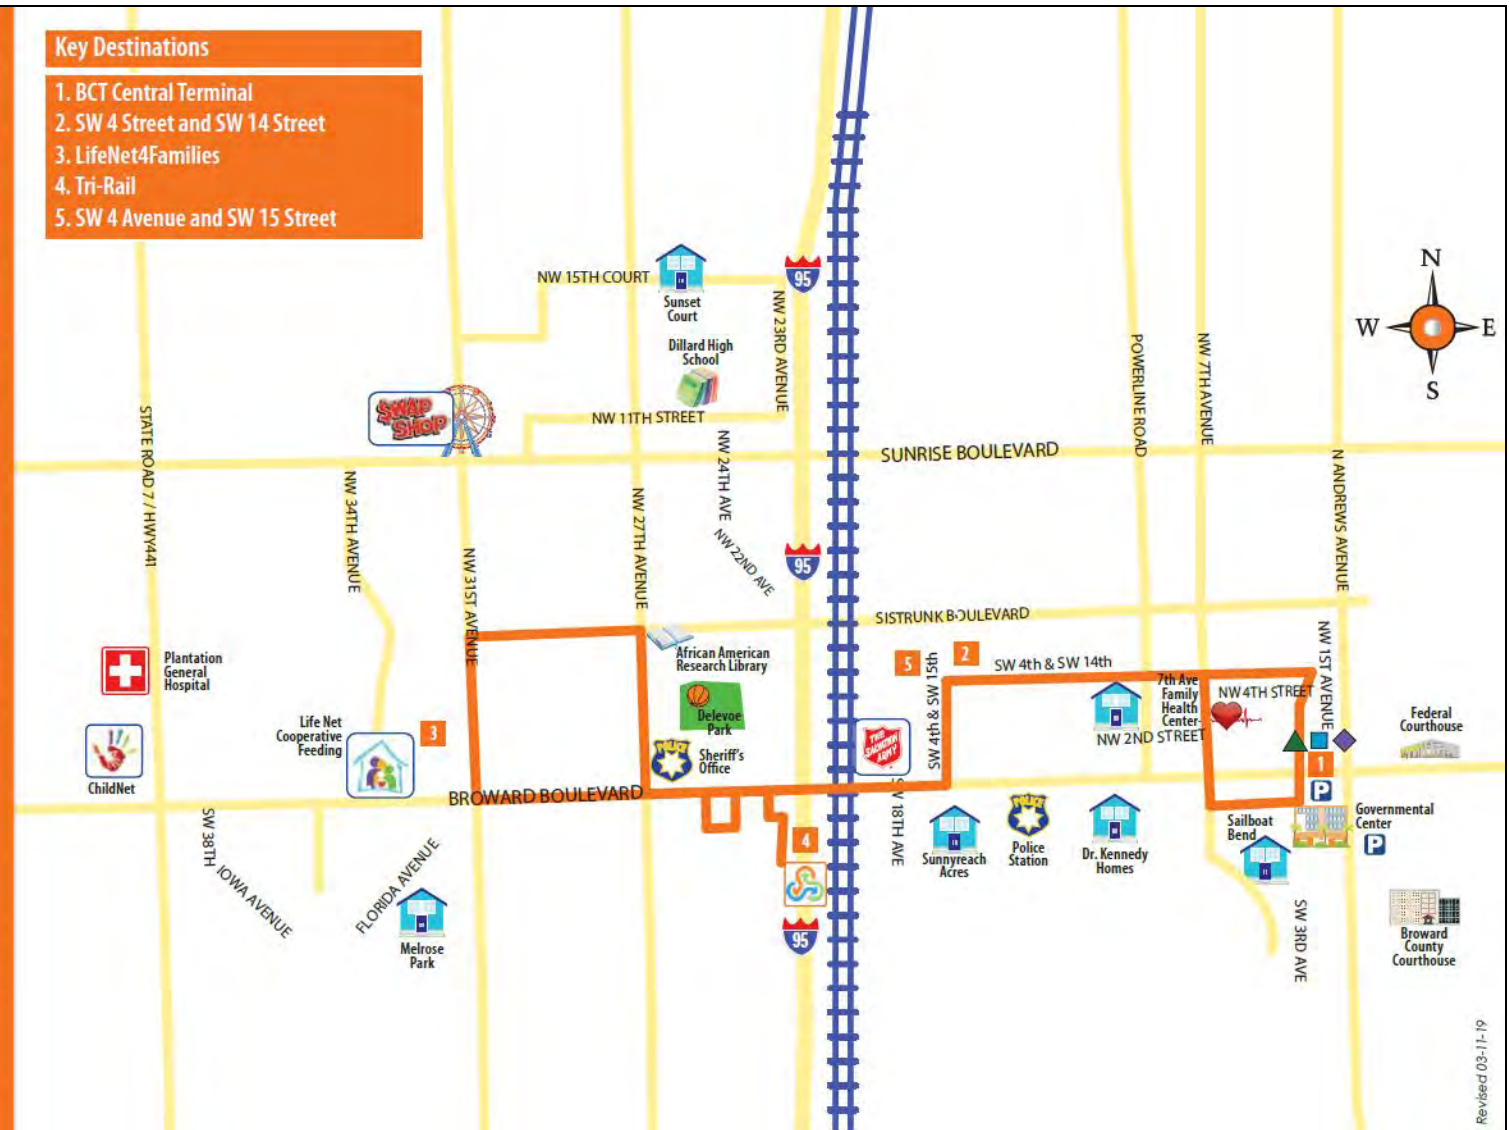 Key Destinations
1. BCT Central Terminal
2. SW 4 Street and SW 14 Street
3. LifeNet4Families
4. Tri-Rail
5. SW 4 Avenue and SW 15 Street
N
W
E
S
NW 15TH COURT
Sunset
Court
95
NW 23RD AVENUE
Dillard High
School
NW 11TH STREET
SWAP
SHOP
STATE ROAD 7 / HWY441
POWERLINE ROAD
NW 7TH AVENUE
SUNRISE BOULEVARD
N ANDREWS AVENUE
NW 34TH AVENUE
NW 31ST AVENUE
NW 27TH AVENUE
NW 24TH AVE
NW 22ND AVE
95
SISTRUNK BOULEVARD
Plantation
General
Hospital
ChildNet
Life Net
Cooperative
Feeding
3
African American
Research Library
Delevoe
Park
POLICE
Sheriff's
Office
THE
SALVATION
ARMY
5
2
SW 4th & SW 15th
SW 4th & SW 14th
7th Ave
Family
Health
Center
NW 4TH STREET
NW 2ND STREET
NW 1ST AVENUE
1
P
Federal
Courthouse
BROWARD BOULEVARD
SW 38TH
IOWA AVENUE
FLORIDA AVENUE
Melrose
Park
4
95
SW 18TH AVE
Sunnyreach
Acres
POLICE
Police
Station
Dr. Kennedy
Homes
Sailboat
Bend
Governmental
Center
P
SW 3RD AVE
Broward
County
Courthouse
Revised 03-11-19